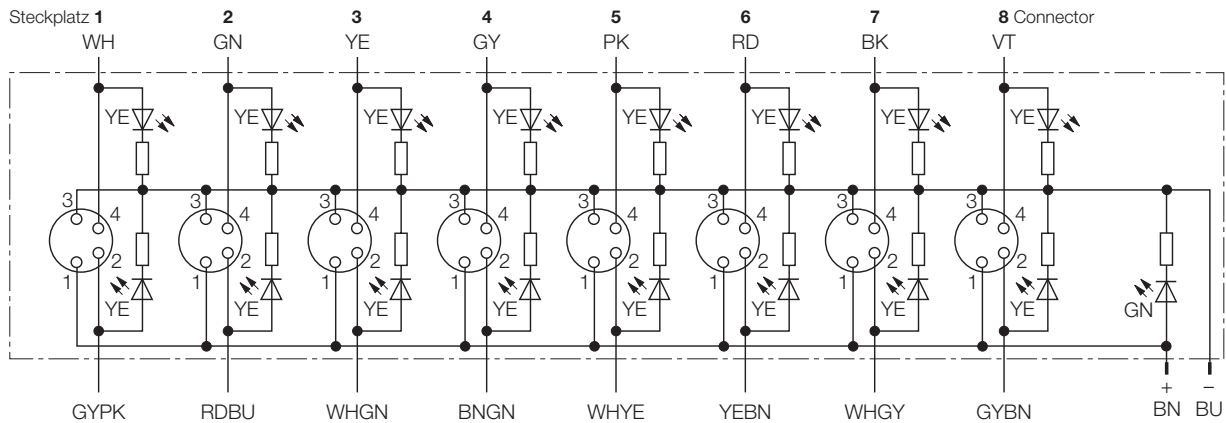 Steckplatz 1 2 3 4 5 6 7 8 Connector
WH GN YE GY PK RD BK VT
YE YE YE YE YE YE YE YE
3 3 3 3 3 3 3 3
4 4 4 4 4 4 4 4
2 2 2 2 2 2 2 2
1 1 1 1 1 1 1 1
YE YE YE YE YE YE YE YE GN
+ −
GYPK RDBU WHGN BNGN WHYE YEBN WHGY GYBN BN BU